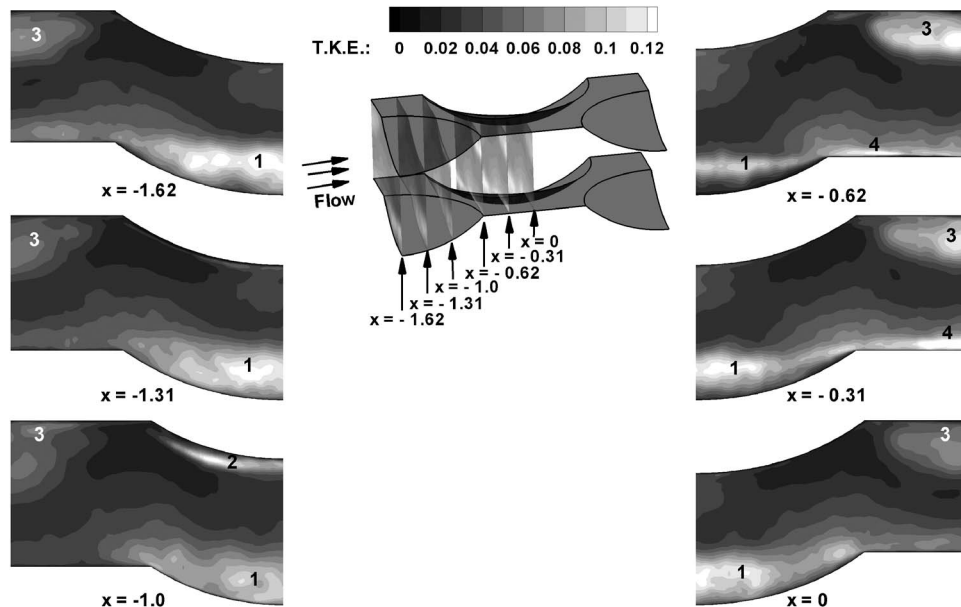 T.K.E.: 0 0.02 0.04 0.06 0.08 0.1 0.12
3
1
x = -1.62
3
1
x = -1.31
3
2
1
x = -1.0
Flow
x = 0
x = - 0.31
x = - 0.62
x = - 1.0
x = - 1.31
x = - 1.62
3
1
4
x = - 0.62
3
4
1
x = - 0.31
3
1
x = 0